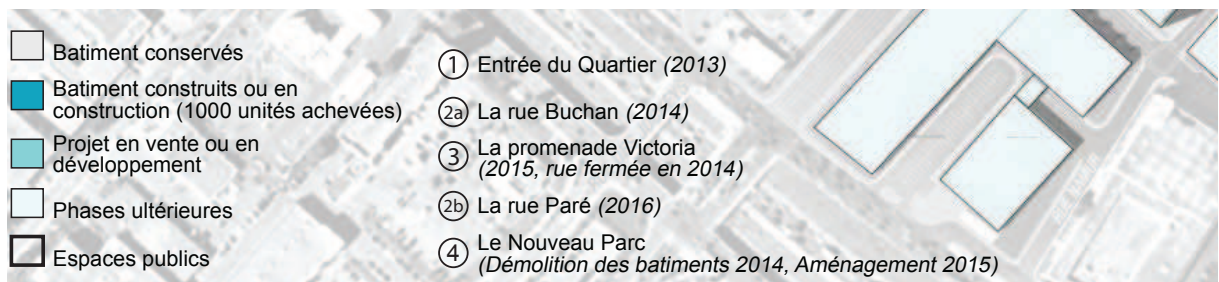 Batiment conservés
Batiment construits ou en
construction (1000 unités achevées)
Projet en vente ou en
développement
Phases ultérieures
Espaces publics
1 Entrée du Quartier (2013)
2a La rue Buchan (2014)
3 La promenade Victoria
(2015, rue fermée en 2014)
2b La rue Paré (2016)
4 Le Nouveau Parc
(Démolition des batiments 2014, Aménagement 2015)